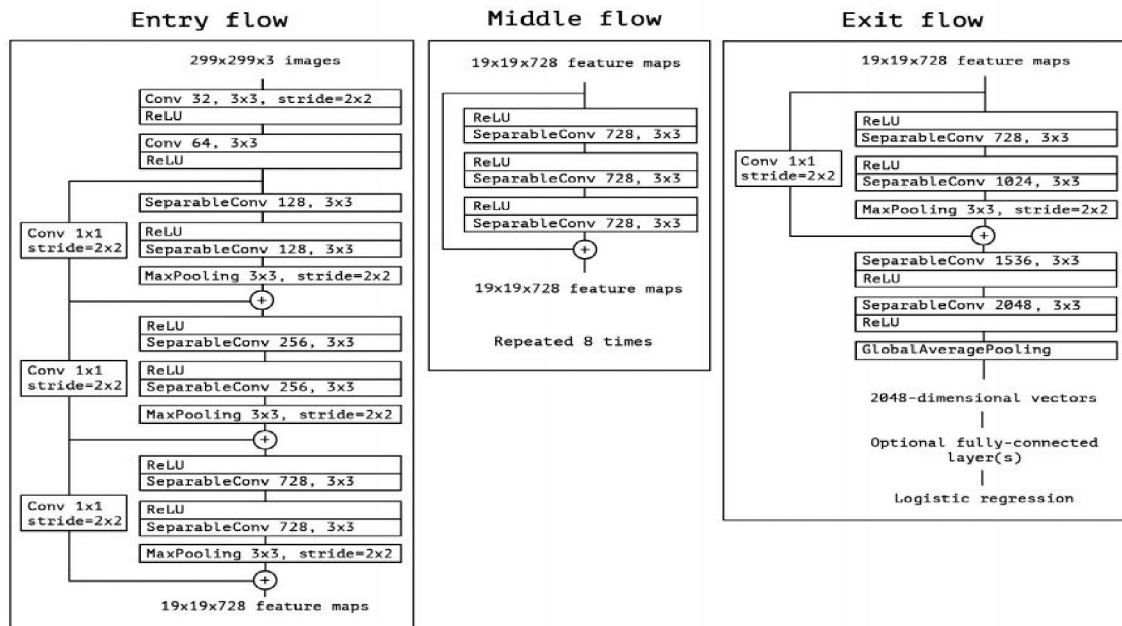 Entry flow
299x299x3 images
Conv 32, 3x3, stride=2x2
ReLU
Conv 64, 3x3
ReLU
SeparableConv 128, 3x3
Conv 1x1
stride=2x2
ReLU
SeparableConv 128, 3x3
MaxPooling 3x3, stride=2x2
+
ReLU
SeparableConv 256, 3x3
Conv 1x1
stride=2x2
ReLU
SeparableConv 256, 3x3
MaxPooling 3x3, stride=2x2
+
ReLU
SeparableConv 728, 3x3
Conv 1x1
stride=2x2
ReLU
SeparableConv 728, 3x3
MaxPooling 3x3, stride=2x2
+
19x19x728 feature maps
Middle flow
19x19x728 feature maps
ReLU
SeparableConv 728, 3x3
ReLU
SeparableConv 728, 3x3
ReLU
SeparableConv 728, 3x3
+
19x19x728 feature maps
Repeated 8 times
Exit flow
19x19x728 feature maps
ReLU
SeparableConv 728, 3x3
Conv 1x1
stride=2x2
ReLU
SeparableConv 1024, 3x3
MaxPooling 3x3, stride=2x2
+
SeparableConv 1536, 3x3
ReLU
SeparableConv 2048, 3x3
ReLU
GlobalAveragePooling
2048-dimensional vectors
Optional fully-connected
layer(s)
Logistic regression